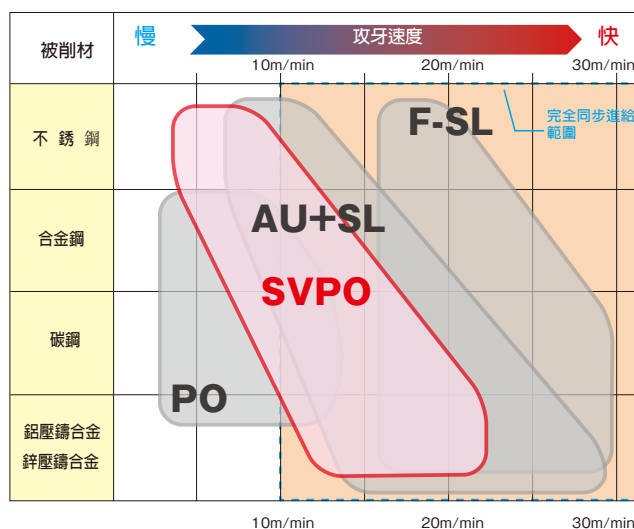 被削材
慢
攻牙速度
快
10m/min
20m/min
30m/min
不 銹 鋼
F-SL
完全同步進給
範圍
合金鋼
AU+SL
SVPO
碳鋼
PO
鋁壓鑄合金
鋅壓鑄合金
10m/min
20m/min
30m/min